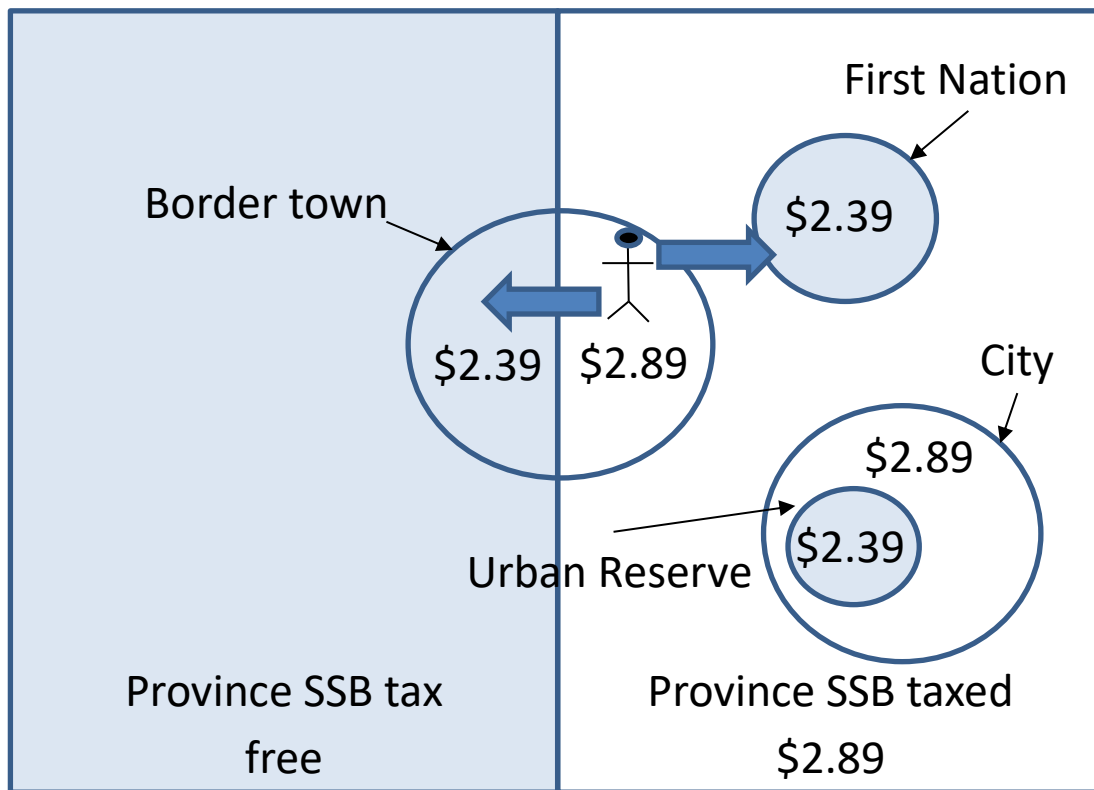 First Nation
Border town
$2.39
$2.39
$2.89
City
$2.89
$2.39
Urban Reserve
Province SSB tax
free
Province SSB taxed
$2.89